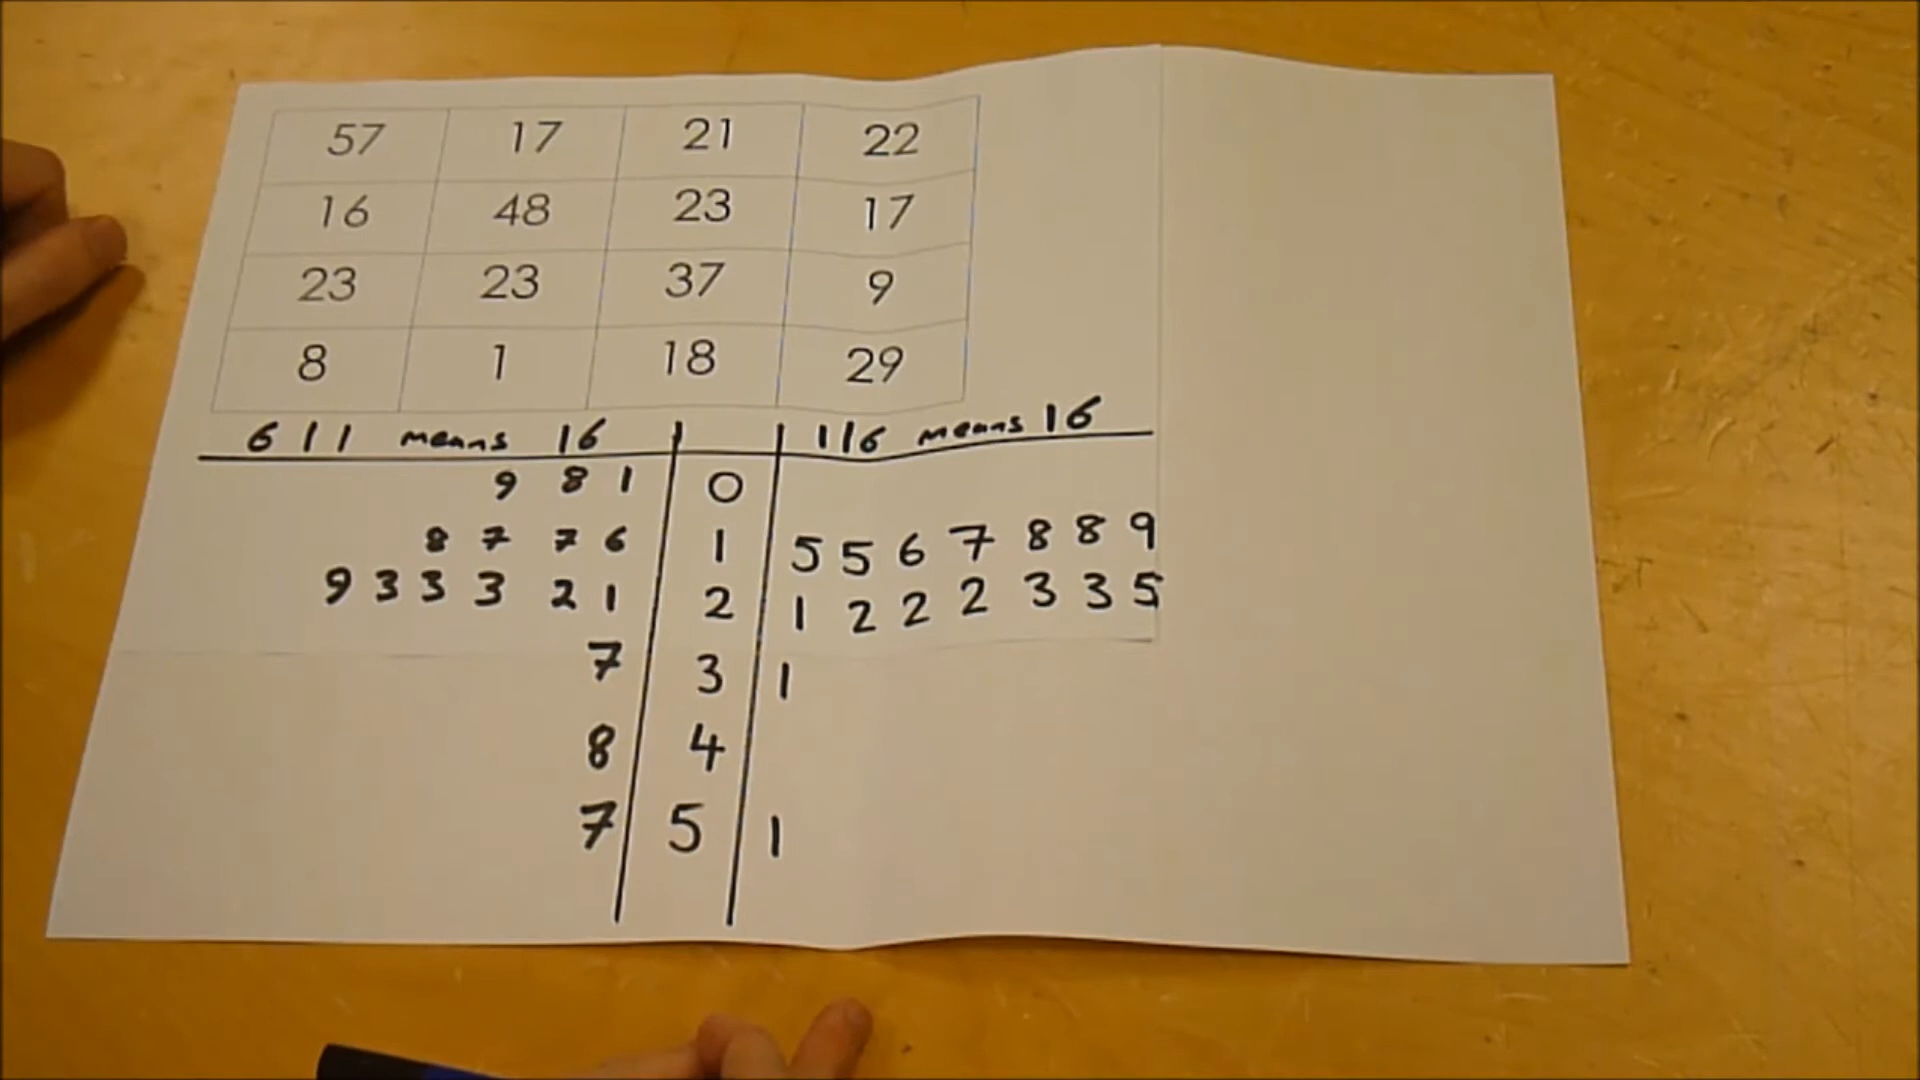 57 17 21 22
16 48 23 17
23 23 37 9
8 1 18 29
6 | 1 means 16 | | 1 | 6 means 16
9 8 1 | 0 |
8 7 7 6 | 1 | 5 5 6 7 8 8 9
9 3 3 3 2 1 | 2 | 1 2 2 2 3 3 5
7 | 3 | 1
8 | 4 |
7 | 5 | 1